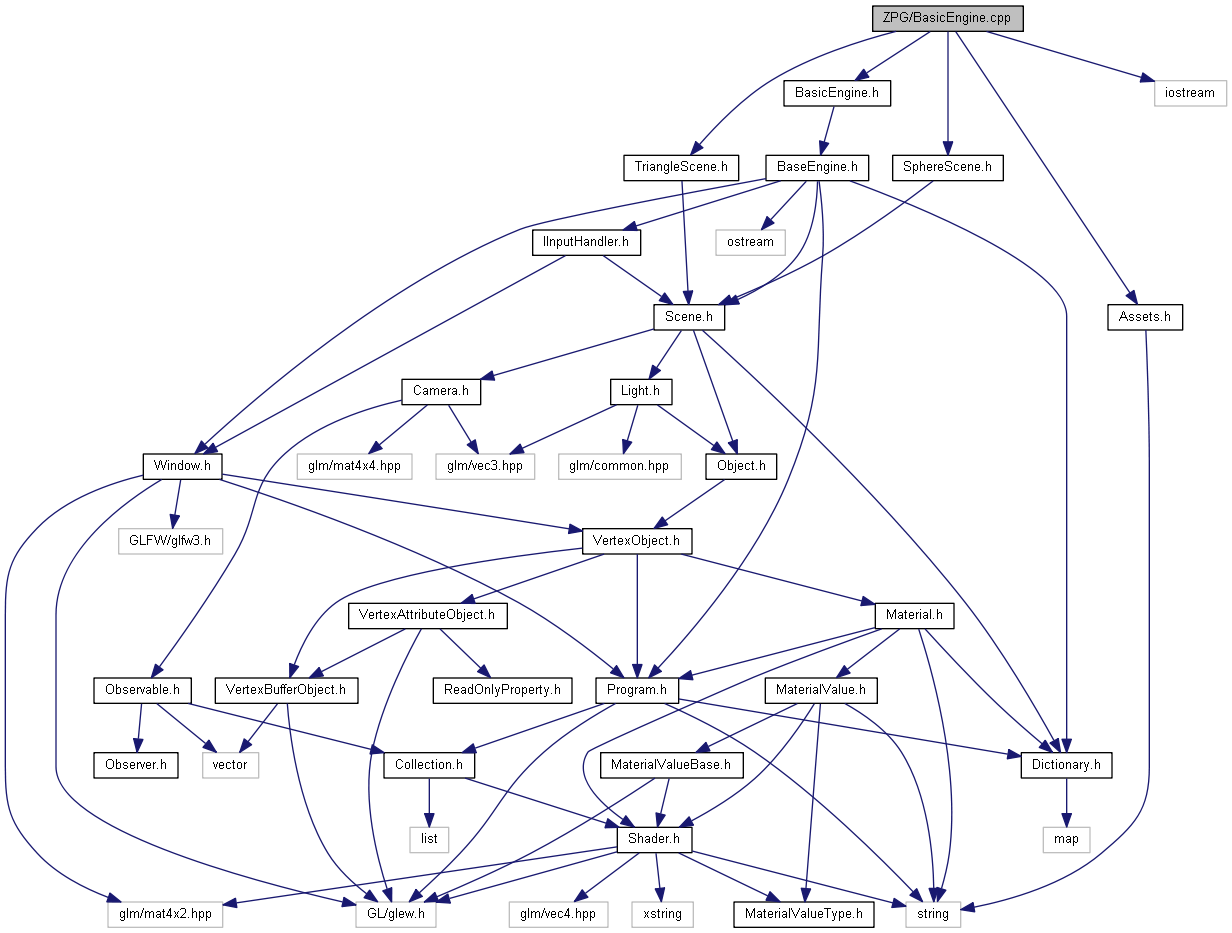 ZPG/BasicEngine.cpp
BasicEngine.h
iostream
TriangleScene.h
BaseEngine.h
SphereScene.h
IInputHandler.h
ostream
Scene.h
Assets.h
Camera.h
Light.h
Window.h
glm/mat4x4.hpp
glm/vec3.hpp
glm/common.hpp
Object.h
GLFW/glfw3.h
VertexObject.h
VertexAttributeObject.h
Material.h
Observable.h
VertexBufferObject.h
ReadOnlyProperty.h
Program.h
MaterialValue.h
Observer.h
vector
Collection.h
MaterialValueBase.h
Dictionary.h
list
Shader.h
map
glm/mat4x2.hpp
GL/glew.h
glm/vec4.hpp
xstring
MaterialValueType.h
string